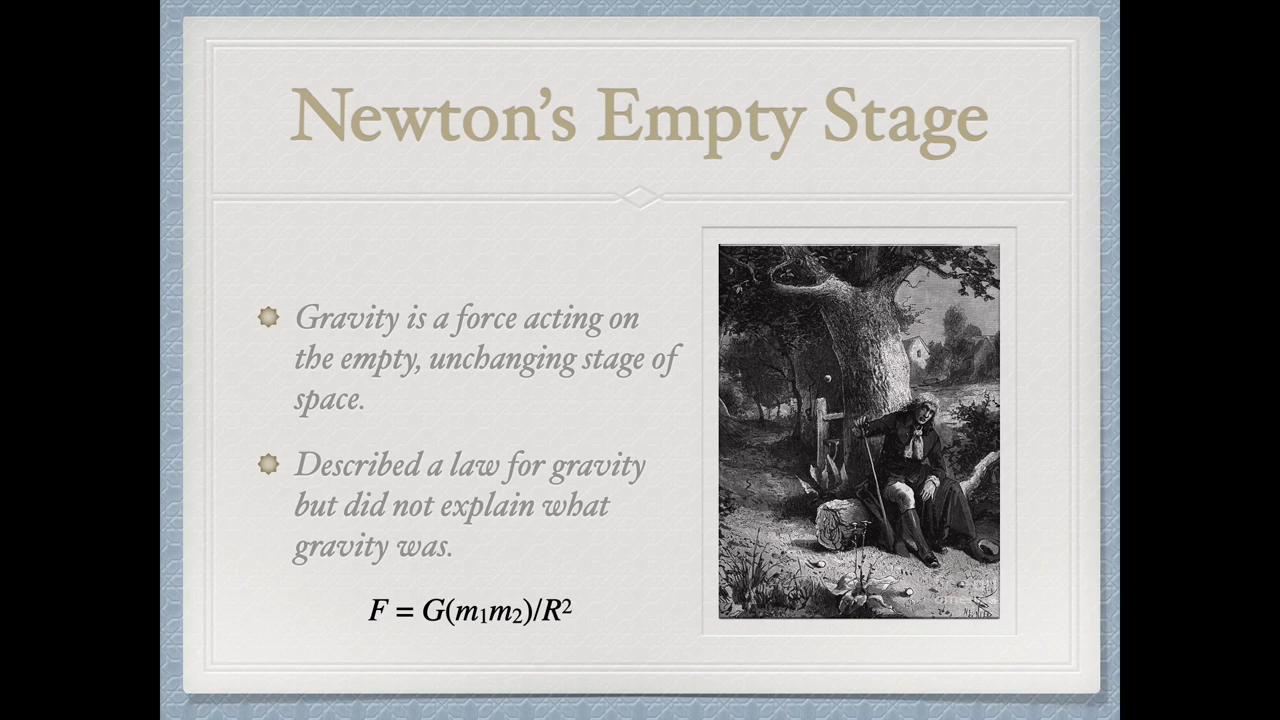 Newton’s Empty Stage
Gravity is a force acting on
the empty, unchanging stage of
space.
Described a law for gravity
but did not explain what
gravity was.
F = G(m₁m₂)/R²